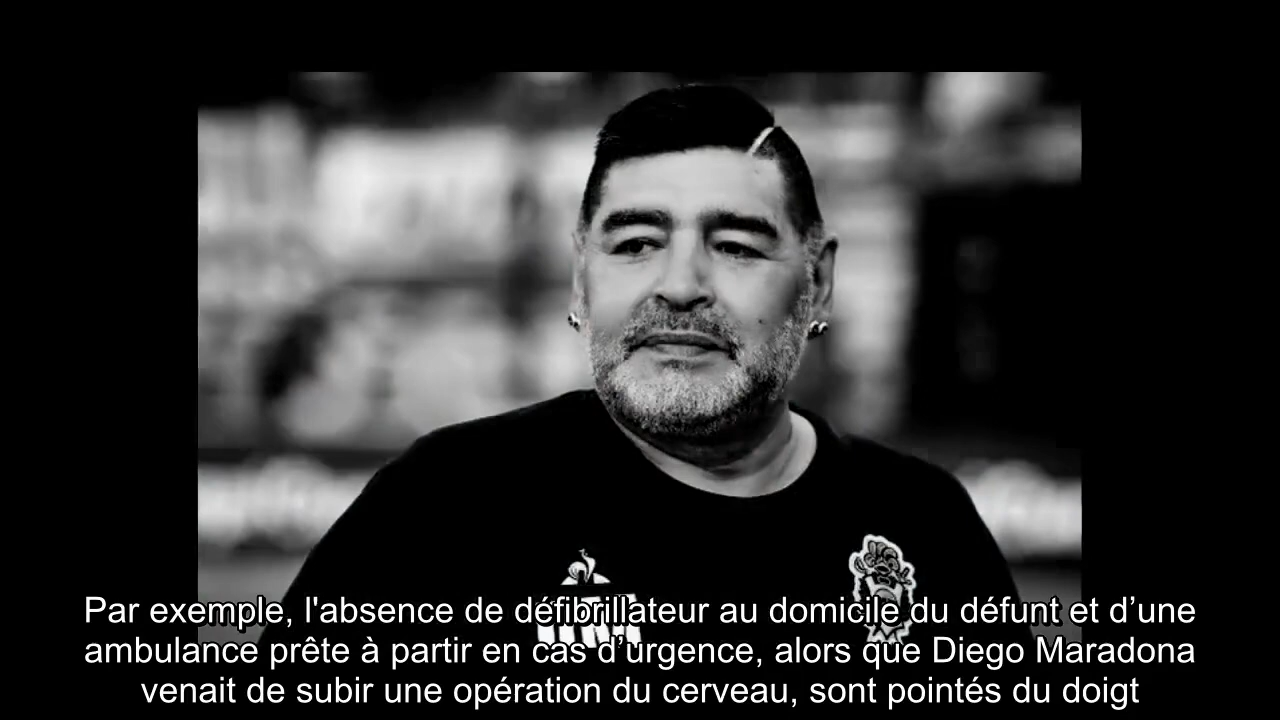 Par exemple, l'absence de défibrillateur au domicile du défunt et d’une
ambulance prête à partir en cas d’urgence, alors que Diego Maradona
venait de subir une opération du cerveau, sont pointés du doigt